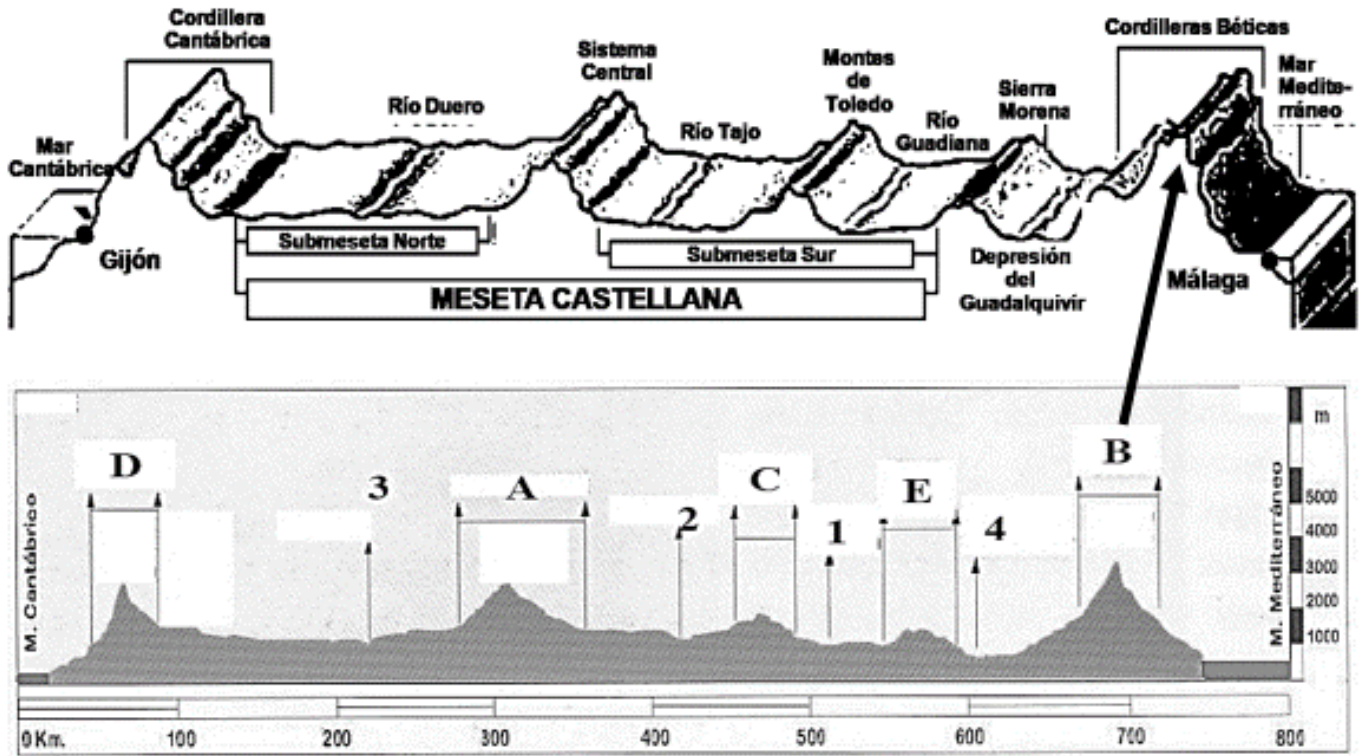 Cordillera
Cantábrica
Cordilleras Béticas
Sistema
Central
Montes
de
Toledo
Sierra
Morena
Mar
Medite-
rráneo
Río Duero
Río Tajo
Río
Guadiana
Mar
Cantábrica
Gijón
Submeseta Norte
Submeseta Sur
Depresión
del
Guadalquivir
Málaga
MESETA CASTELLANA
D
3
A
2
C
1
E
4
B
m
5000
4000
3000
2000
1000
M. Cantábrico
M. Mediterráneo
0 Km.
100
200
300
400
500
600
700
800